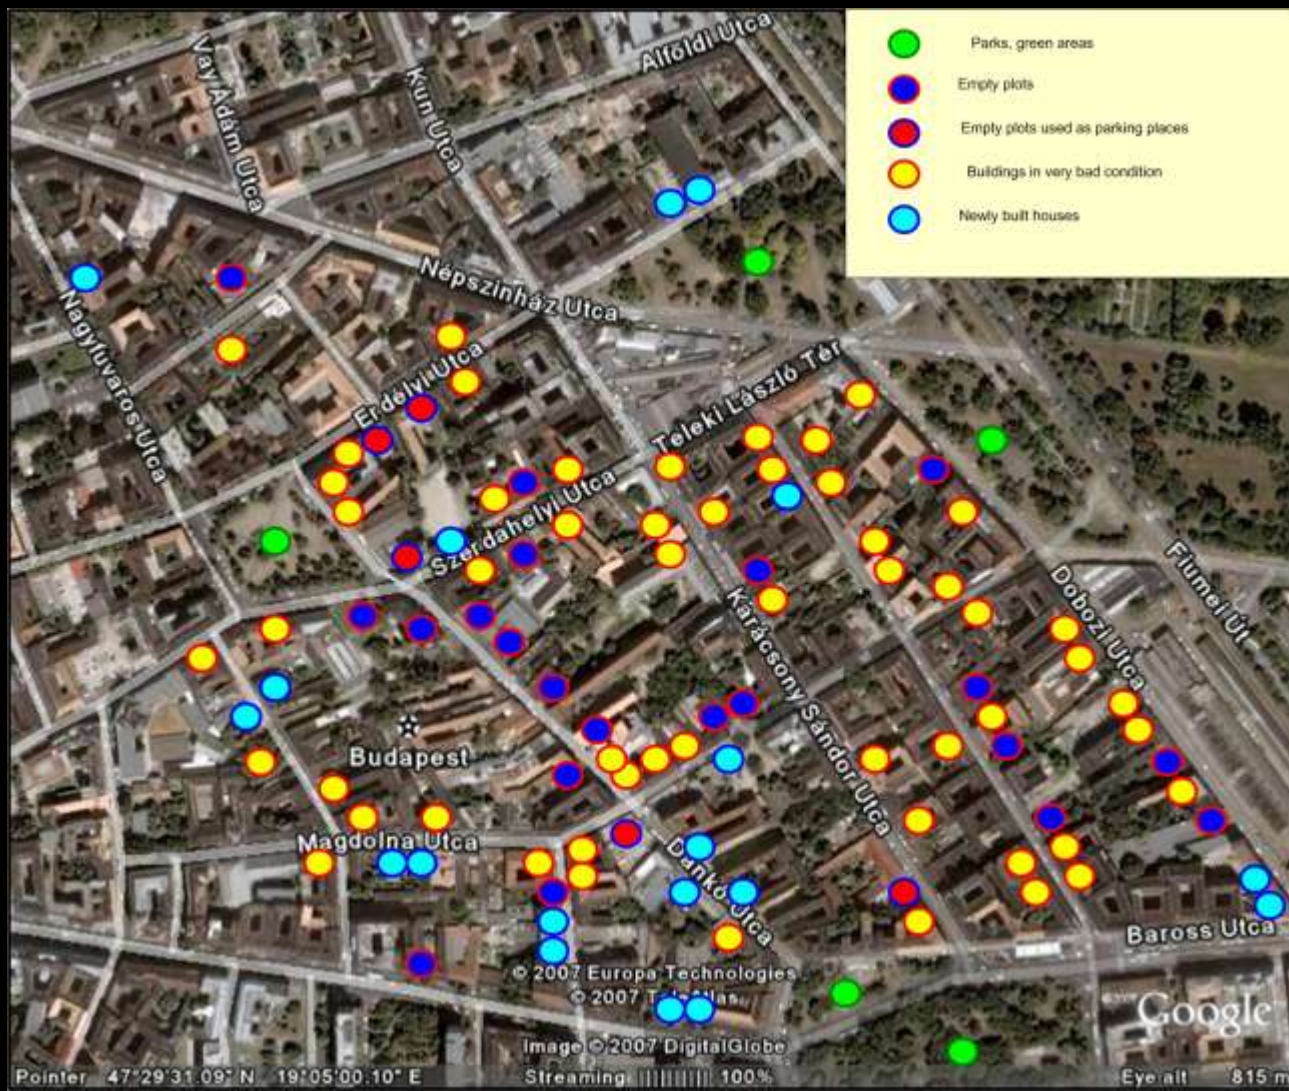 Parks, green areas
Empty plots
Empty plots used as parking places
Buildings in very bad condition
Newly built houses
Vay Ádám Utca
Kun Utca
Alföldi Utca
Népszínház Utca
Nagyfuvaros Utca
Erdélyi Utca
Teleki László Tér
Szerdahelyi Utca
Karácsony Sándor Utca
Dobozi Utca
Fiumei Út
Budapest
Magdolna Utca
Dankó Utca
Baross Utca
© 2007 Europa Technologies
© 2007 TeleAtlas
Google
Image © 2007 DigitalGlobe
Pointer 47°29'31.09" N 19°05'00.10" E Streaming |||||||||| 100% Eye alt 815 m